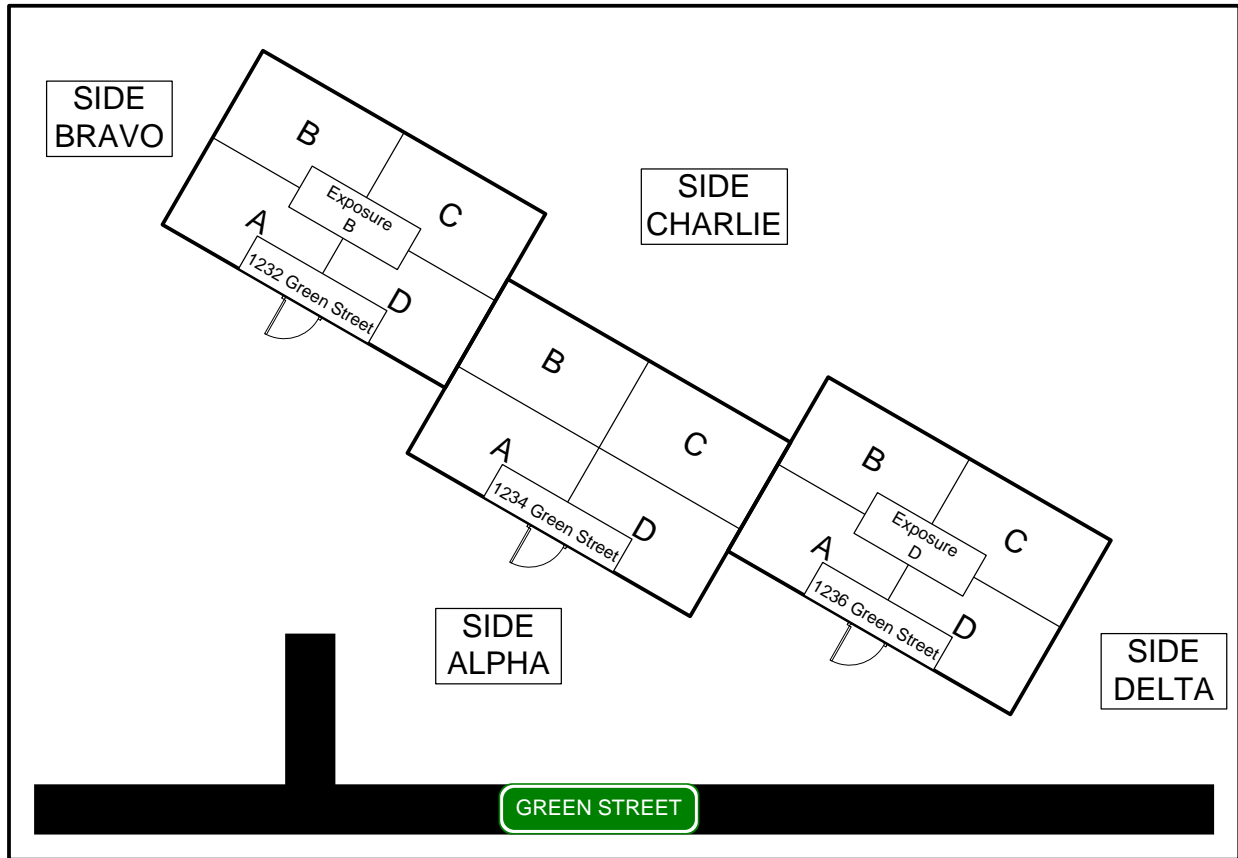 SIDE
BRAVO
B
Exposure
B
C
A
1232 Green Street
D
SIDE
CHARLIE
B
C
A
1234 Green Street
D
B
Exposure
D
C
A
1236 Green Street
D
SIDE
ALPHA
SIDE
DELTA
GREEN STREET